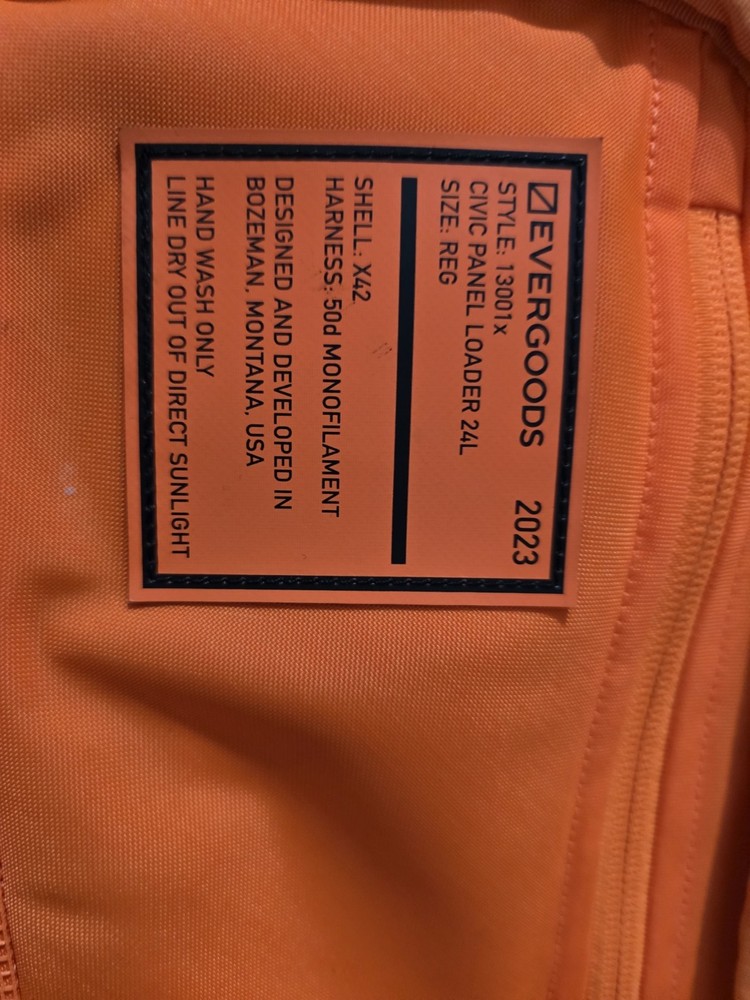 EVERGOODS 2023
STYLE: 13001x
CIVIC PANEL LOADER 24L
SIZE: REG
SHELL: X42
HARNESS: 50d MONOFILAMENT
DESIGNED AND DEVELOPED IN
BOZEMAN, MONTANA, USA
HAND WASH ONLY
LINE DRY OUT OF DIRECT SUNLIGHT